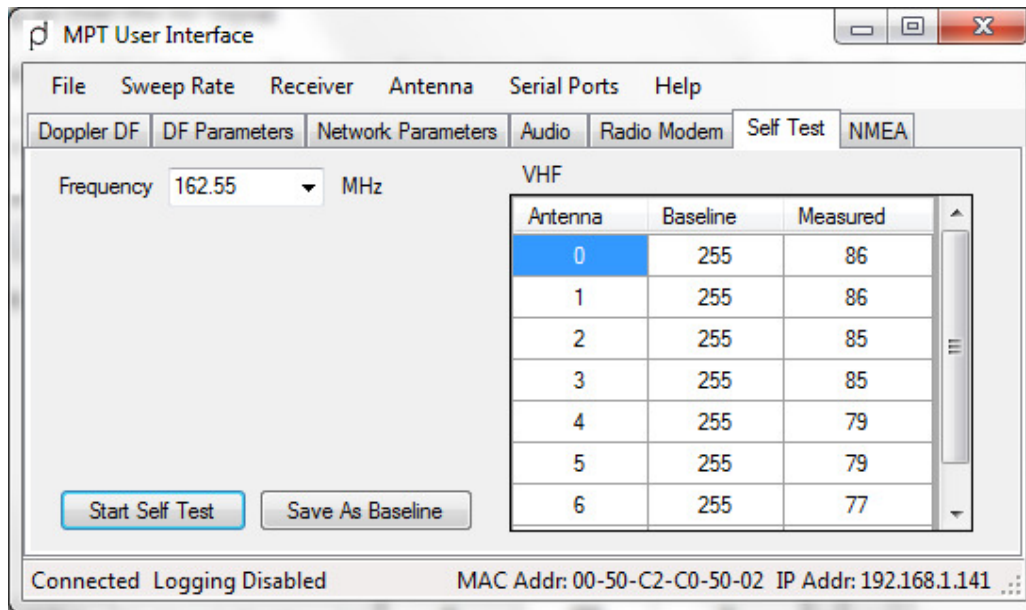 MPT User Interface
File Sweep Rate Receiver Antenna Serial Ports Help
Doppler DF DF Parameters Network Parameters Audio Radio Modem Self Test NMEA
Frequency 162.55 MHz
VHF
Antenna Baseline Measured
0 255 86
1 255 86
2 255 85
3 255 85
4 255 79
5 255 79
6 255 77
Start Self Test Save As Baseline
Connected Logging Disabled MAC Addr: 00-50-C2-C0-50-02 IP Addr: 192.168.1.141